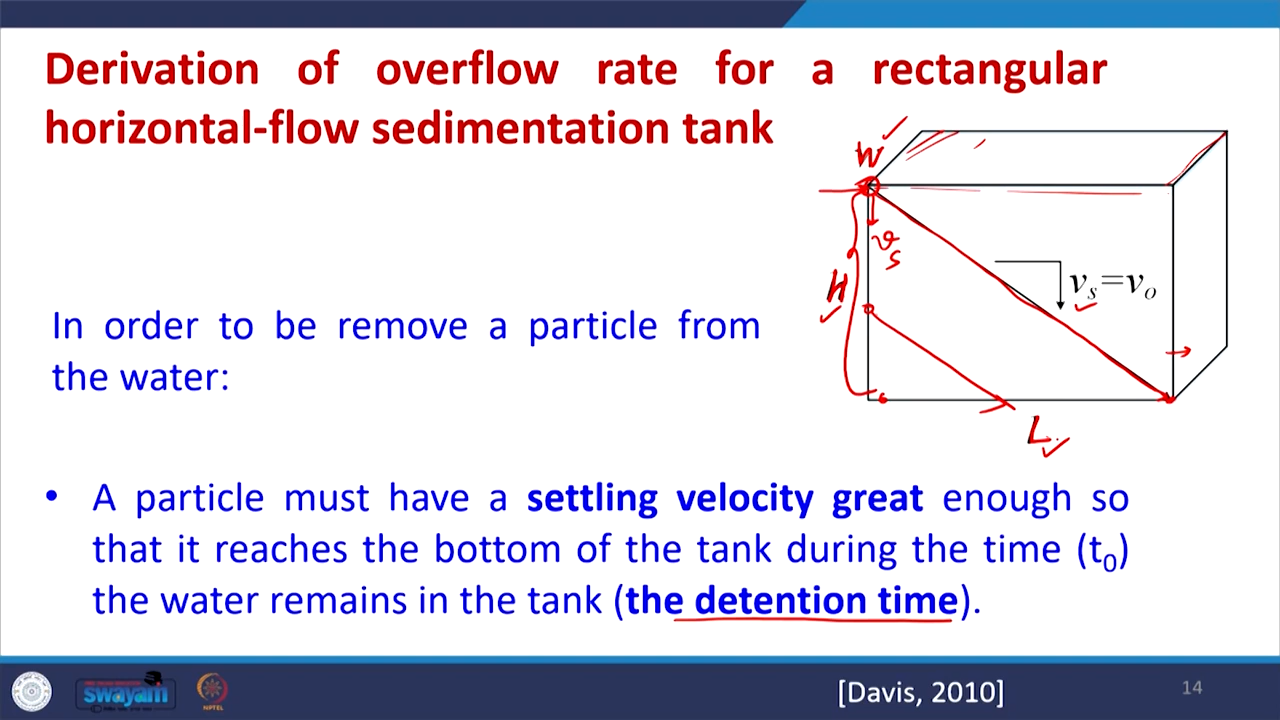 Derivation of overflow rate for a rectangular
horizontal-flow sedimentation tank
W
v
s
H
vs=vo
In order to be remove a particle from
the water:
L
• A particle must have a settling velocity great enough so
that it reaches the bottom of the tank during the time (t0)
the water remains in the tank (the detention time).
swayam
NPTEL
[Davis, 2010]
14